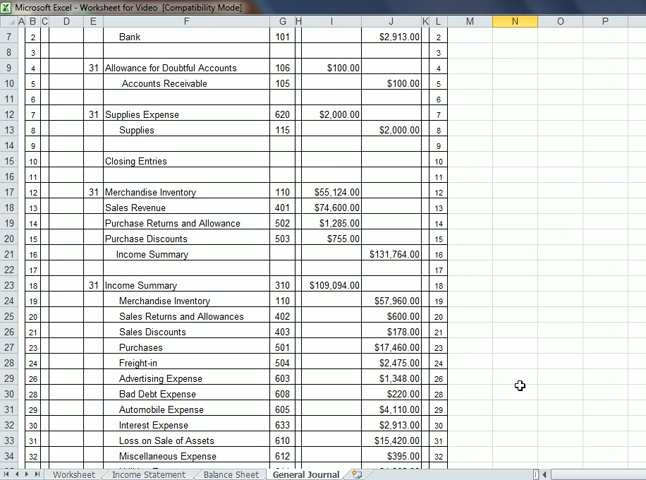 Microsoft Excel - Worksheet for Video [Compatibility Mode]
A B C D E F G H I J K L M N O P
7 2 Bank 101 $2,913.00 2
8 3
9 4 31 Allowance for Doubtful Accounts 106 $100.00 4
10 5 Accounts Receivable 105 $100.00 5
11 6 6
12 7 31 Supplies Expense 620 $2,000.00 7
13 8 Supplies 115 $2,000.00 8
14 9 9
15 10 Closing Entries 10
16 11 11
17 12 31 Merchandise Inventory 110 $55,124.00 12
18 13 Sales Revenue 401 $74,600.00 13
19 14 Purchase Returns and Allowance 502 $1,285.00 14
20 15 Purchase Discounts 503 $755.00 15
21 16 Income Summary $131,764.00 16
22 17 17
23 18 31 Income Summary 310 $109,094.00 18
24 19 Merchandise Inventory 110 $57,960.00 19
25 20 Sales Returns and Allowances 402 $600.00 20
26 21 Sales Discounts 403 $178.00 21
27 23 Purchases 501 $17,460.00 23
28 24 Freight-in 504 $2,475.00 24
29 26 Advertising Expense 603 $1,348.00 26
30 28 Bad Debt Expense 608 $220.00 28
31 29 Automobile Expense 605 $4,110.00 29
32 30 Interest Expense 633 $2,913.00 30
33 31 Loss on Sale of Assets 610 $15,420.00 31
34 32 Miscellaneous Expense 612 $395.00 32
Worksheet Income Statement Balance Sheet General Journal